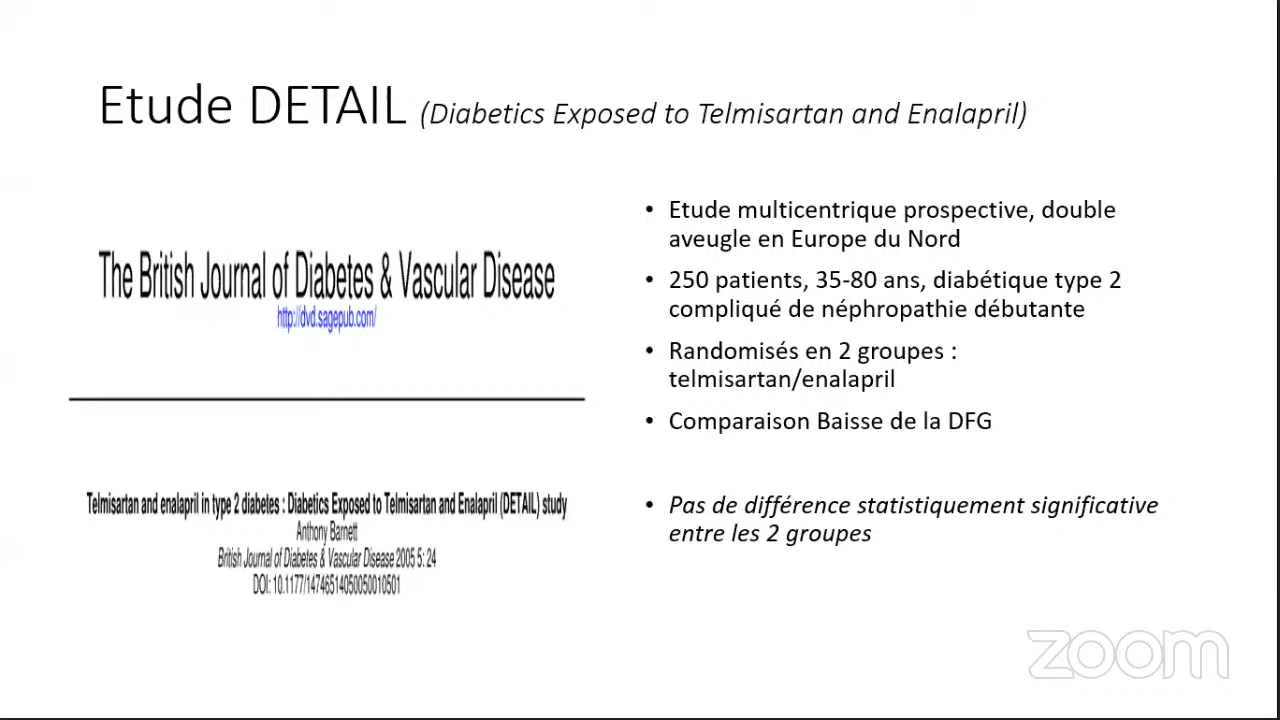 Etude DETAIL (Diabetics Exposed to Telmisartan and Enalapril)
The British Journal of Diabetes & Vascular Disease
http://dvd.sagepub.com/
Telmisartan and enalapril in type 2 diabetes : Diabetics Exposed to Telmisartan and Enalapril (DETAIL) study
Anthony Barnett
British Journal of Diabetes & Vascular Disease 2005 5: 24
DOI: 10.1177/14746514050050010501
• Etude multicentrique prospective, double
aveugle en Europe du Nord
• 250 patients, 35-80 ans, diabétique type 2
compliqué de néphropathie débutante
• Randomisés en 2 groupes :
telmisartan/enalapril
• Comparaison Baisse de la DFG
• Pas de différence statistiquement significative
entre les 2 groupes
zoom